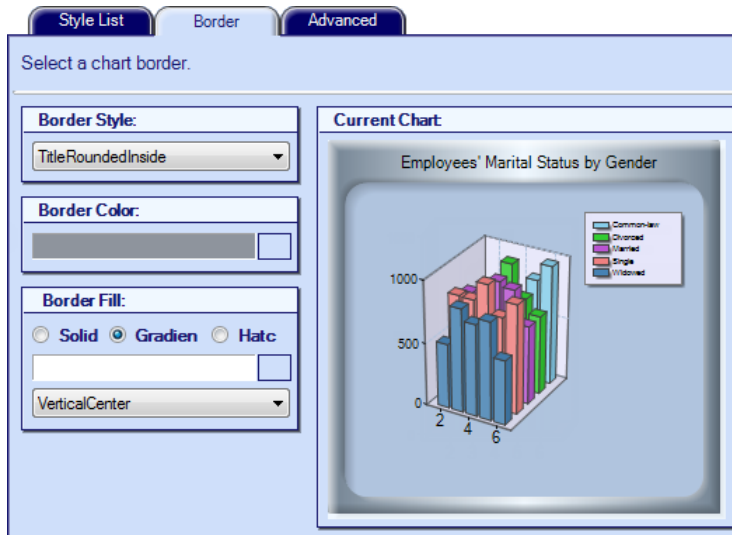 Style List
Border
Advanced
Select a chart border.
Border Style:
TitleRoundedInside
Border Color:
Border Fill:
Solid
Gradien
Hatc
VerticalCenter
Current Chart:
Employees' Marital Status by Gender
Common-law
Divorced
Married
Single
Widowed
1000
500
0
2
4
6